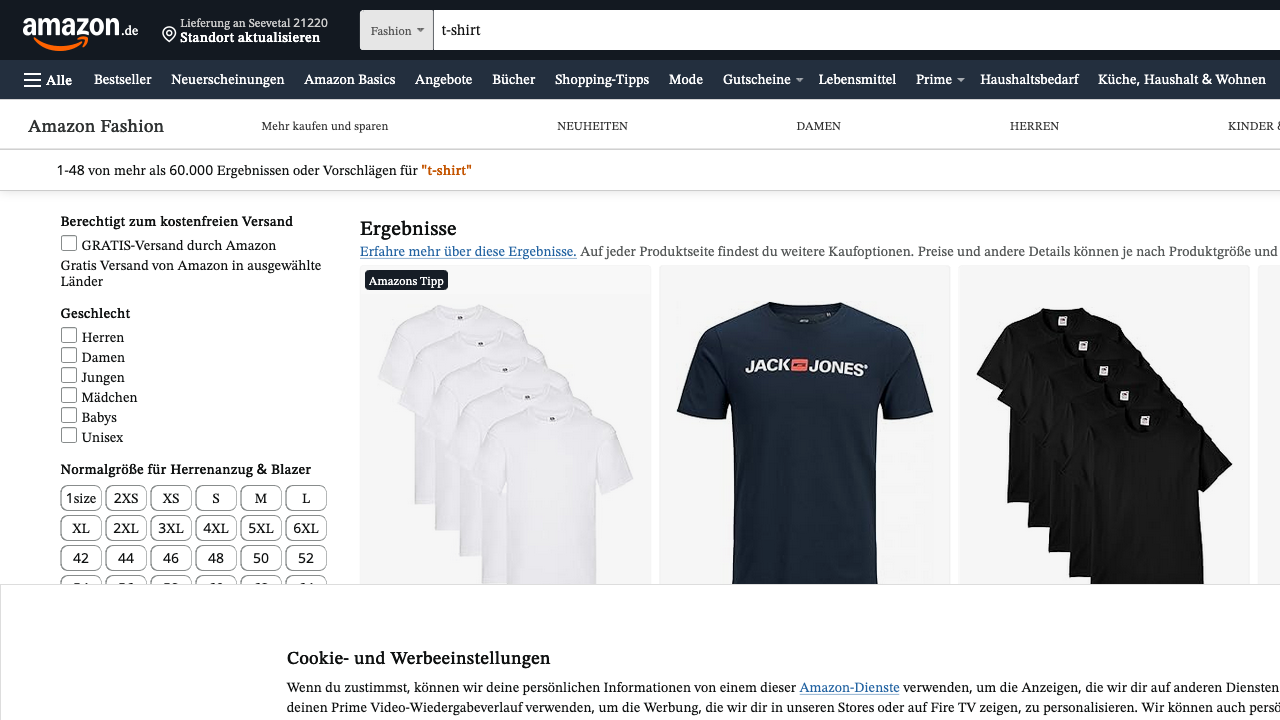 amazon.de
Lieferung an Seevetal 21220
Standort aktualisieren
Fashion
t-shirt
Alle
Bestseller
Neuerscheinungen
Amazon Basics
Angebote
Bücher
Shopping-Tipps
Mode
Gutscheine
Lebensmittel
Prime
Haushaltsbedarf
Küche, Haushalt & Wohnen
Amazon Fashion
Mehr kaufen und sparen
NEUHEITEN
DAMEN
HERREN
KINDER &
1-48 von mehr als 60.000 Ergebnissen oder Vorschlägen für "t-shirt"
Berechtigt zum kostenfreien Versand
GRATIS-Versand durch Amazon
Gratis Versand von Amazon in ausgewählte
Länder
Geschlecht
Herren
Damen
Jungen
Mädchen
Babys
Unisex
Normalgröße für Herrenanzug & Blazer
1size 2XS XS S M L
XL 2XL 3XL 4XL 5XL 6XL
42 44 46 48 50 52
Ergebnisse
Erfahre mehr über diese Ergebnisse. Auf jeder Produktseite findest du weitere Kaufoptionen. Preise und andere Details können je nach Produktgröße und
Amazons Tipp
JACK JONES
Cookie- und Werbeeinstellungen
Wenn du zustimmst, können wir deine persönlichen Informationen von einem dieser Amazon-Dienste verwenden, um die Anzeigen, die wir dir auf anderen Diensten
deinen Prime Video-Wiedergabeverlauf verwenden, um die Werbung, die wir dir in unseren Stores oder auf Fire TV zeigen, zu personalisieren. Wir können auch